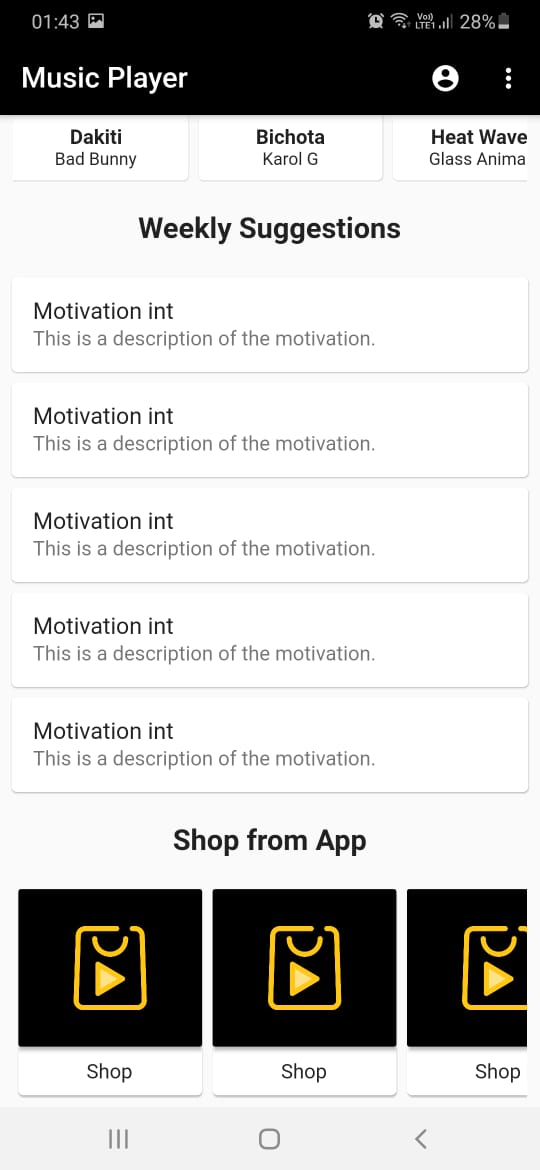 01:43
Vo)) LTE1 28%
Music Player
Dakiti
Bad Bunny
Bichota
Karol G
Heat Wave
Glass Anima
Weekly Suggestions
Motivation int
This is a description of the motivation.
Motivation int
This is a description of the motivation.
Motivation int
This is a description of the motivation.
Motivation int
This is a description of the motivation.
Motivation int
This is a description of the motivation.
Shop from App
Shop
Shop
Shop